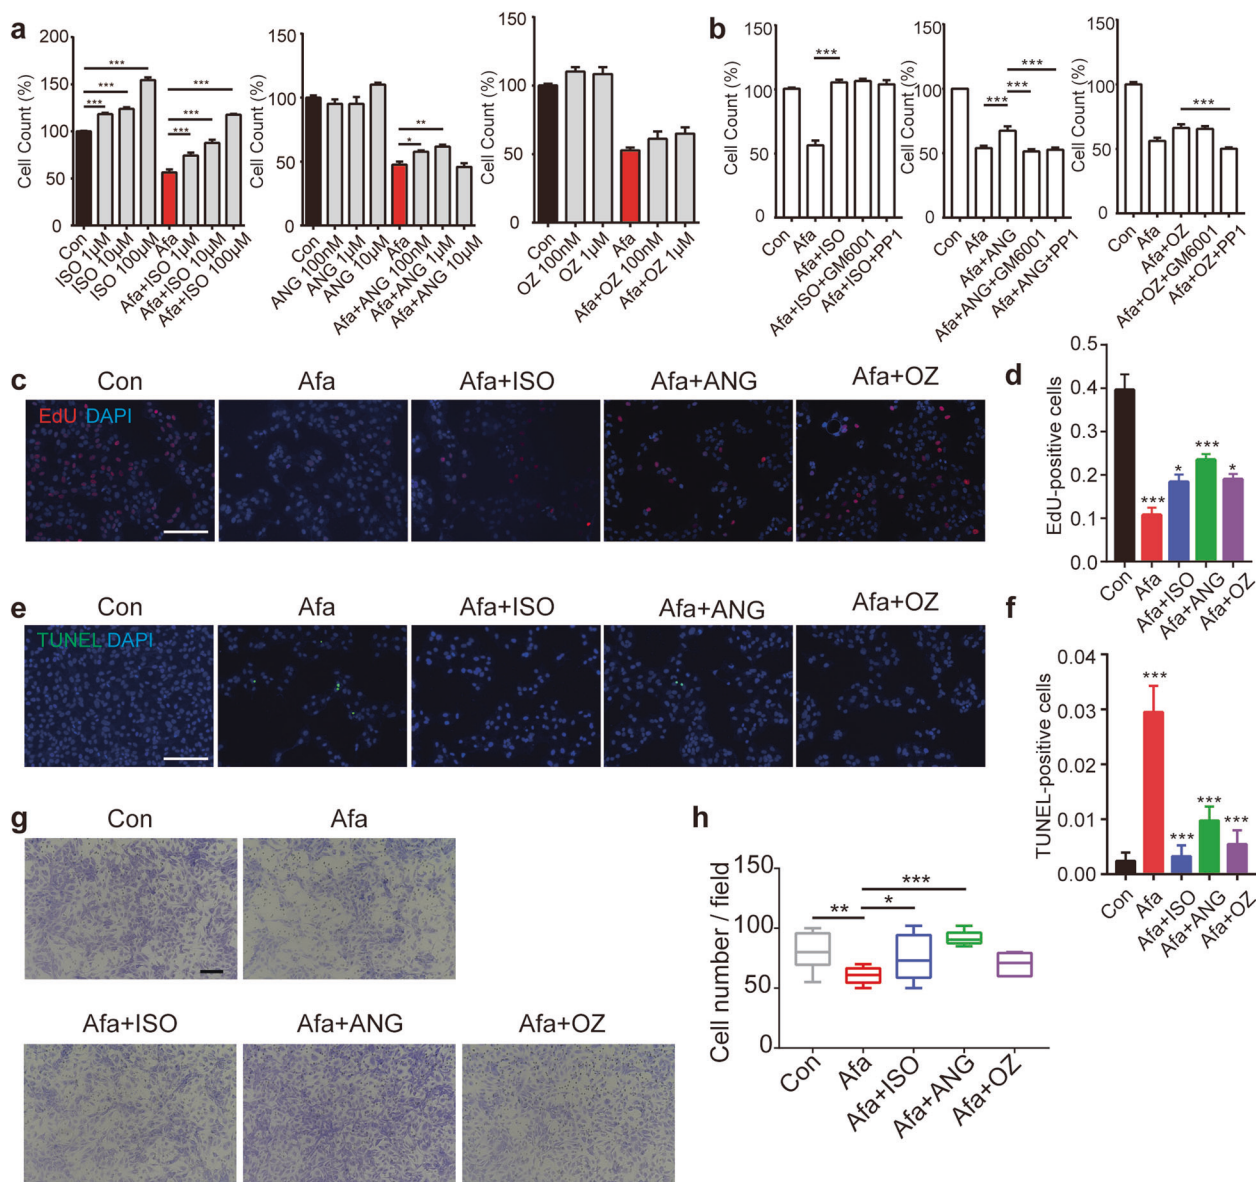 a
Cell Count (%)
200
150
100
50
0
***
***
***
***
***
***
Con
ISO 1μM
ISO 10μM
ISO 100μM
Afa
Afa+ISO 1μM
Afa+ISO 10μM
Afa+ISO 100μM
Cell Count (%)
150
100
50
0
*
**
Con
ANG 100nM
ANG 1μM
ANG 10μM
Afa
Afa+ANG 100nM
Afa+ANG 1μM
Afa+ANG 10μM
Cell Count (%)
150
100
50
0
Con
OZ 100nM
OZ 1μM
Afa
Afa+OZ 100nM
Afa+OZ 1μM
b
Cell Count (%)
150
100
50
0
***
Con
Afa
Afa+ISO
Afa+ISO+GM6001
Afa+ISO+PP1
Cell Count (%)
150
100
50
0
***
***
***
Con
Afa
Afa+ANG
Afa+ANG+GM6001
Afa+ANG+PP1
Cell Count (%)
150
100
50
0
***
Con
Afa
Afa+OZ
Afa+OZ+GM6001
Afa+OZ+PP1
c
Con
Afa
Afa+ISO
Afa+ANG
Afa+OZ
EdU DAPI
d
EdU-positive cells
0.5
0.4
0.3
0.2
0.1
0.0
***
*
***
*
Con
Afa
Afa+ISO
Afa+ANG
Afa+OZ
e
Con
Afa
Afa+ISO
Afa+ANG
Afa+OZ
TUNEL DAPI
f
TUNEL-positive cells
0.04
0.03
0.02
0.01
0.00
***
***
***
***
Con
Afa
Afa+ISO
Afa+ANG
Afa+OZ
g
Con
Afa
Afa+ISO
Afa+ANG
Afa+OZ
h
Cell number / field
150
100
50
0
**
*
***
Con
Afa
Afa+ISO
Afa+ANG
Afa+OZ